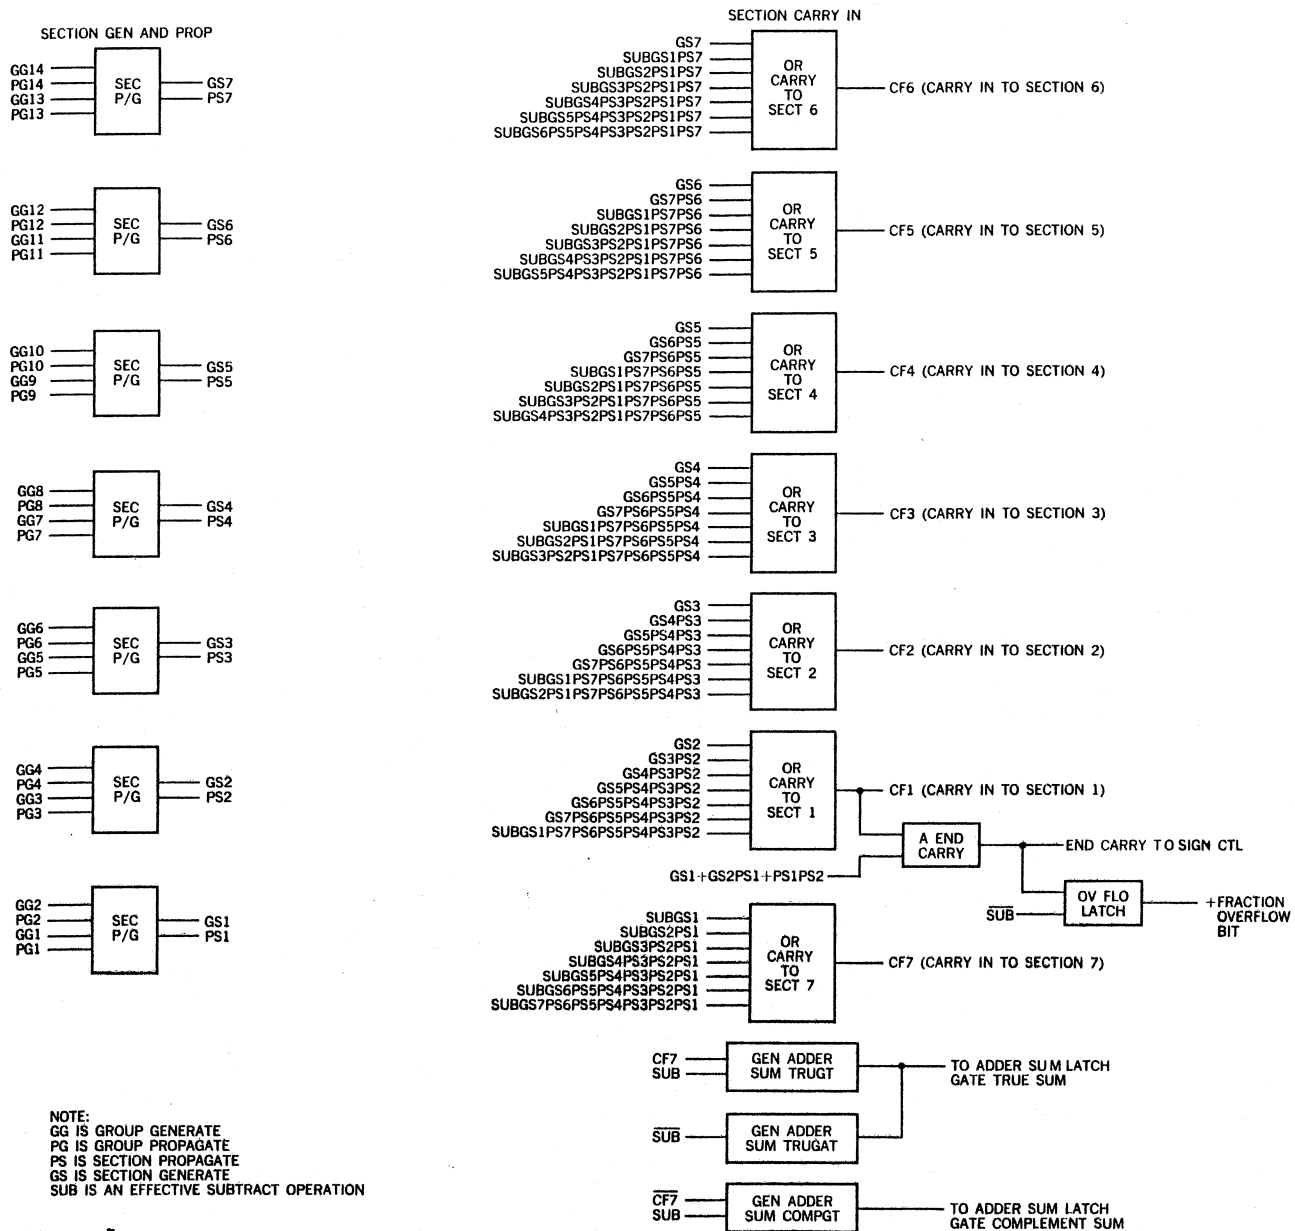 SECTION GEN AND PROP
GG14
PG14
GG13
PG13
SEC
P/G
GS7
PS7
GG12
PG12
GG11
PG11
SEC
P/G
GS6
PS6
GG10
PG10
GG9
PG9
SEC
P/G
GS5
PS5
GG8
PG8
GG7
PG7
SEC
P/G
GS4
PS4
GG6
PG6
GG5
PG5
SEC
P/G
GS3
PS3
GG4
PG4
GG3
PG3
SEC
P/G
GS2
PS2
GG2
PG2
GG1
PG1
SEC
P/G
GS1
PS1
NOTE:
GG IS GROUP GENERATE
PG IS GROUP PROPAGATE
PS IS SECTION PROPAGATE
GS IS SECTION GENERATE
SUB IS AN EFFECTIVE SUBTRACT OPERATION
SECTION CARRY IN
GS7
SUBGS1PS7
SUBGS2PS1PS7
SUBGS3PS2PS1PS7
SUBGS4PS3PS2PS1PS7
SUBGS5PS4PS3PS2PS1PS7
SUBGS6PS5PS4PS3PS2PS1PS7
OR
CARRY
TO
SECT 6
CF6 (CARRY IN TO SECTION 6)
GS6
GS7PS6
SUBGS1PS7PS6
SUBGS2PS1PS7PS6
SUBGS3PS2PS1PS7PS6
SUBGS4PS3PS2PS1PS7PS6
SUBGS5PS4PS3PS2PS1PS7PS6
OR
CARRY
TO
SECT 5
CF5 (CARRY IN TO SECTION 5)
GS5
GS6PS5
GS7PS6PS5
SUBGS1PS7PS6PS5
SUBGS2PS1PS7PS6PS5
SUBGS3PS2PS1PS7PS6PS5
SUBGS4PS3PS2PS1PS7PS6PS5
OR
CARRY
TO
SECT 4
CF4 (CARRY IN TO SECTION 4)
GS4
GS5PS4
GS6PS5PS4
GS7PS6PS5PS4
SUBGS1PS7PS6PS5PS4
SUBGS2PS1PS7PS6PS5PS4
SUBGS3PS2PS1PS7PS6PS5PS4
OR
CARRY
TO
SECT 3
CF3 (CARRY IN TO SECTION 3)
GS3
GS4PS3
GS5PS4PS3
GS6PS5PS4PS3
GS7PS6PS5PS4PS3
SUBGS1PS7PS6PS5PS4PS3
SUBGS2PS1PS7PS6PS5PS4PS3
OR
CARRY
TO
SECT 2
CF2 (CARRY IN TO SECTION 2)
GS2
GS3PS2
GS4PS3PS2
GS5PS4PS3PS2
GS6PS5PS4PS3PS2
GS7PS6PS5PS4PS3PS2
SUBGS1PS7PS6PS5PS4PS3PS2
OR
CARRY
TO
SECT 1
CF1 (CARRY IN TO SECTION 1)
GS1+GS2PS1+PS1PS2
A END
CARRY
END CARRY TO SIGN CTL
SUB
OV FLO
LATCH
+FRACTION
OVERFLOW
BIT
SUBGS1
SUBGS2PS1
SUBGS3PS2PS1
SUBGS4PS3PS2PS1
SUBGS5PS4PS3PS2PS1
SUBGS6PS5PS4PS3PS2PS1
SUBGS7PS6PS5PS4PS3PS2PS1
OR
CARRY
TO
SECT 7
CF7 (CARRY IN TO SECTION 7)
CF7
SUB
GEN ADDER
SUM TRUGT
TO ADDER SUM LATCH
GATE TRUE SUM
SUB
GEN ADDER
SUM TRUGAT
CF7
SUB
GEN ADDER
SUM COMPGT
TO ADDER SUM LATCH
GATE COMPLEMENT SUM